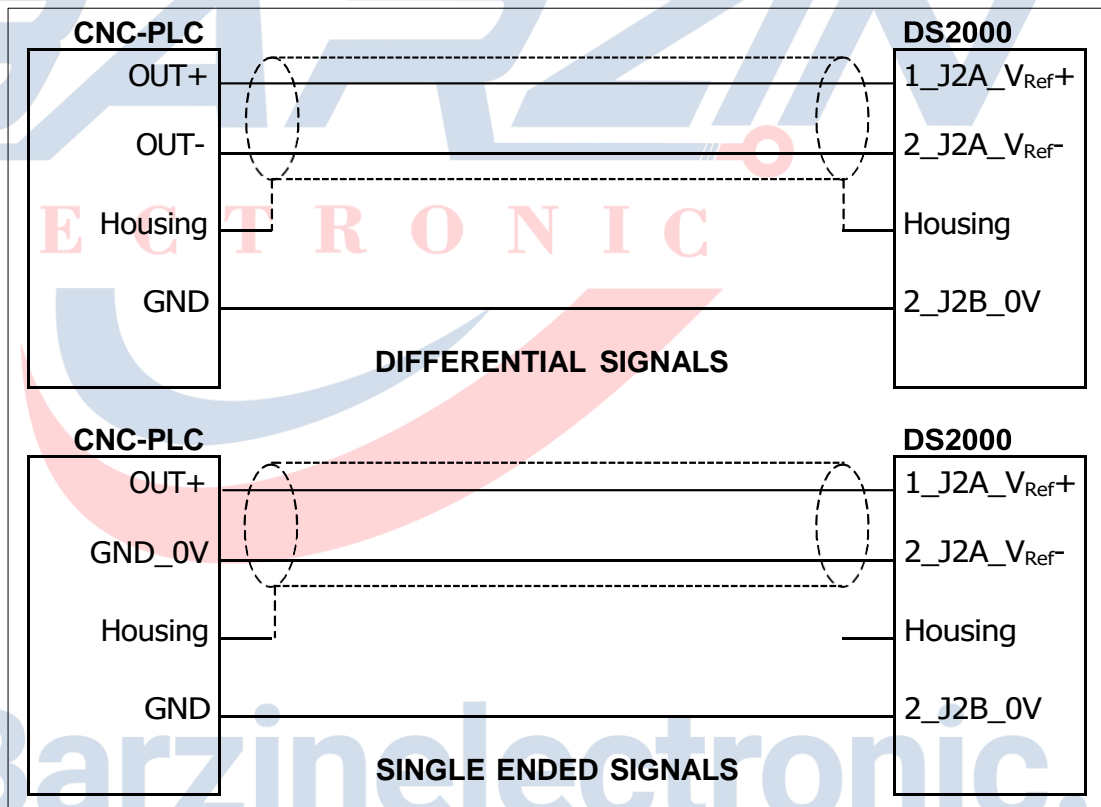 CNC-PLC DS2000
OUT+ 1_J2A_VRef+
OUT- 2_J2A_VRef-
Housing Housing
GND 2_J2B_0V
DIFFERENTIAL SIGNALS
CNC-PLC DS2000
OUT+ 1_J2A_VRef+
GND_0V 2_J2A_VRef-
Housing Housing
GND 2_J2B_0V
SINGLE ENDED SIGNALS
BARZIN
ECTRONIC
Barzinelectronic.